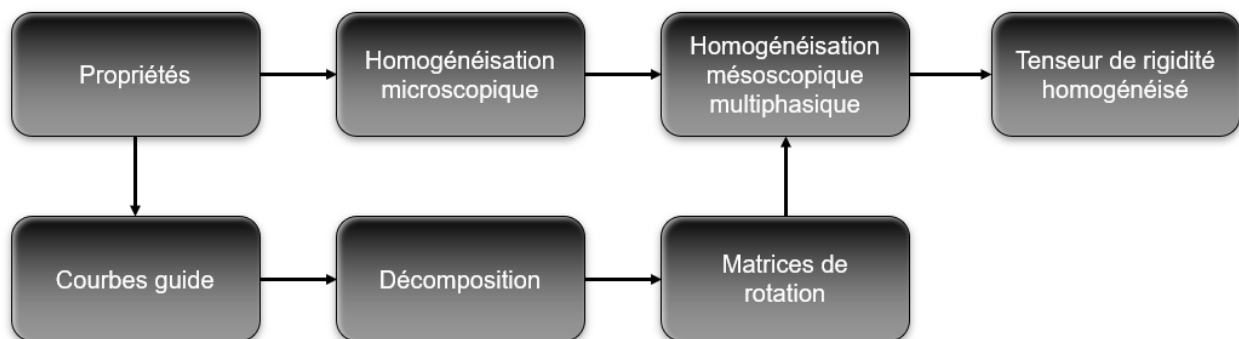 Propriétés
Homogénéisation
microscopique
Homogénéisation
mésoscopique
multiphasique
Tenseur de rigidité
homogénéisé
Courbes guide
Décomposition
Matrices de
rotation